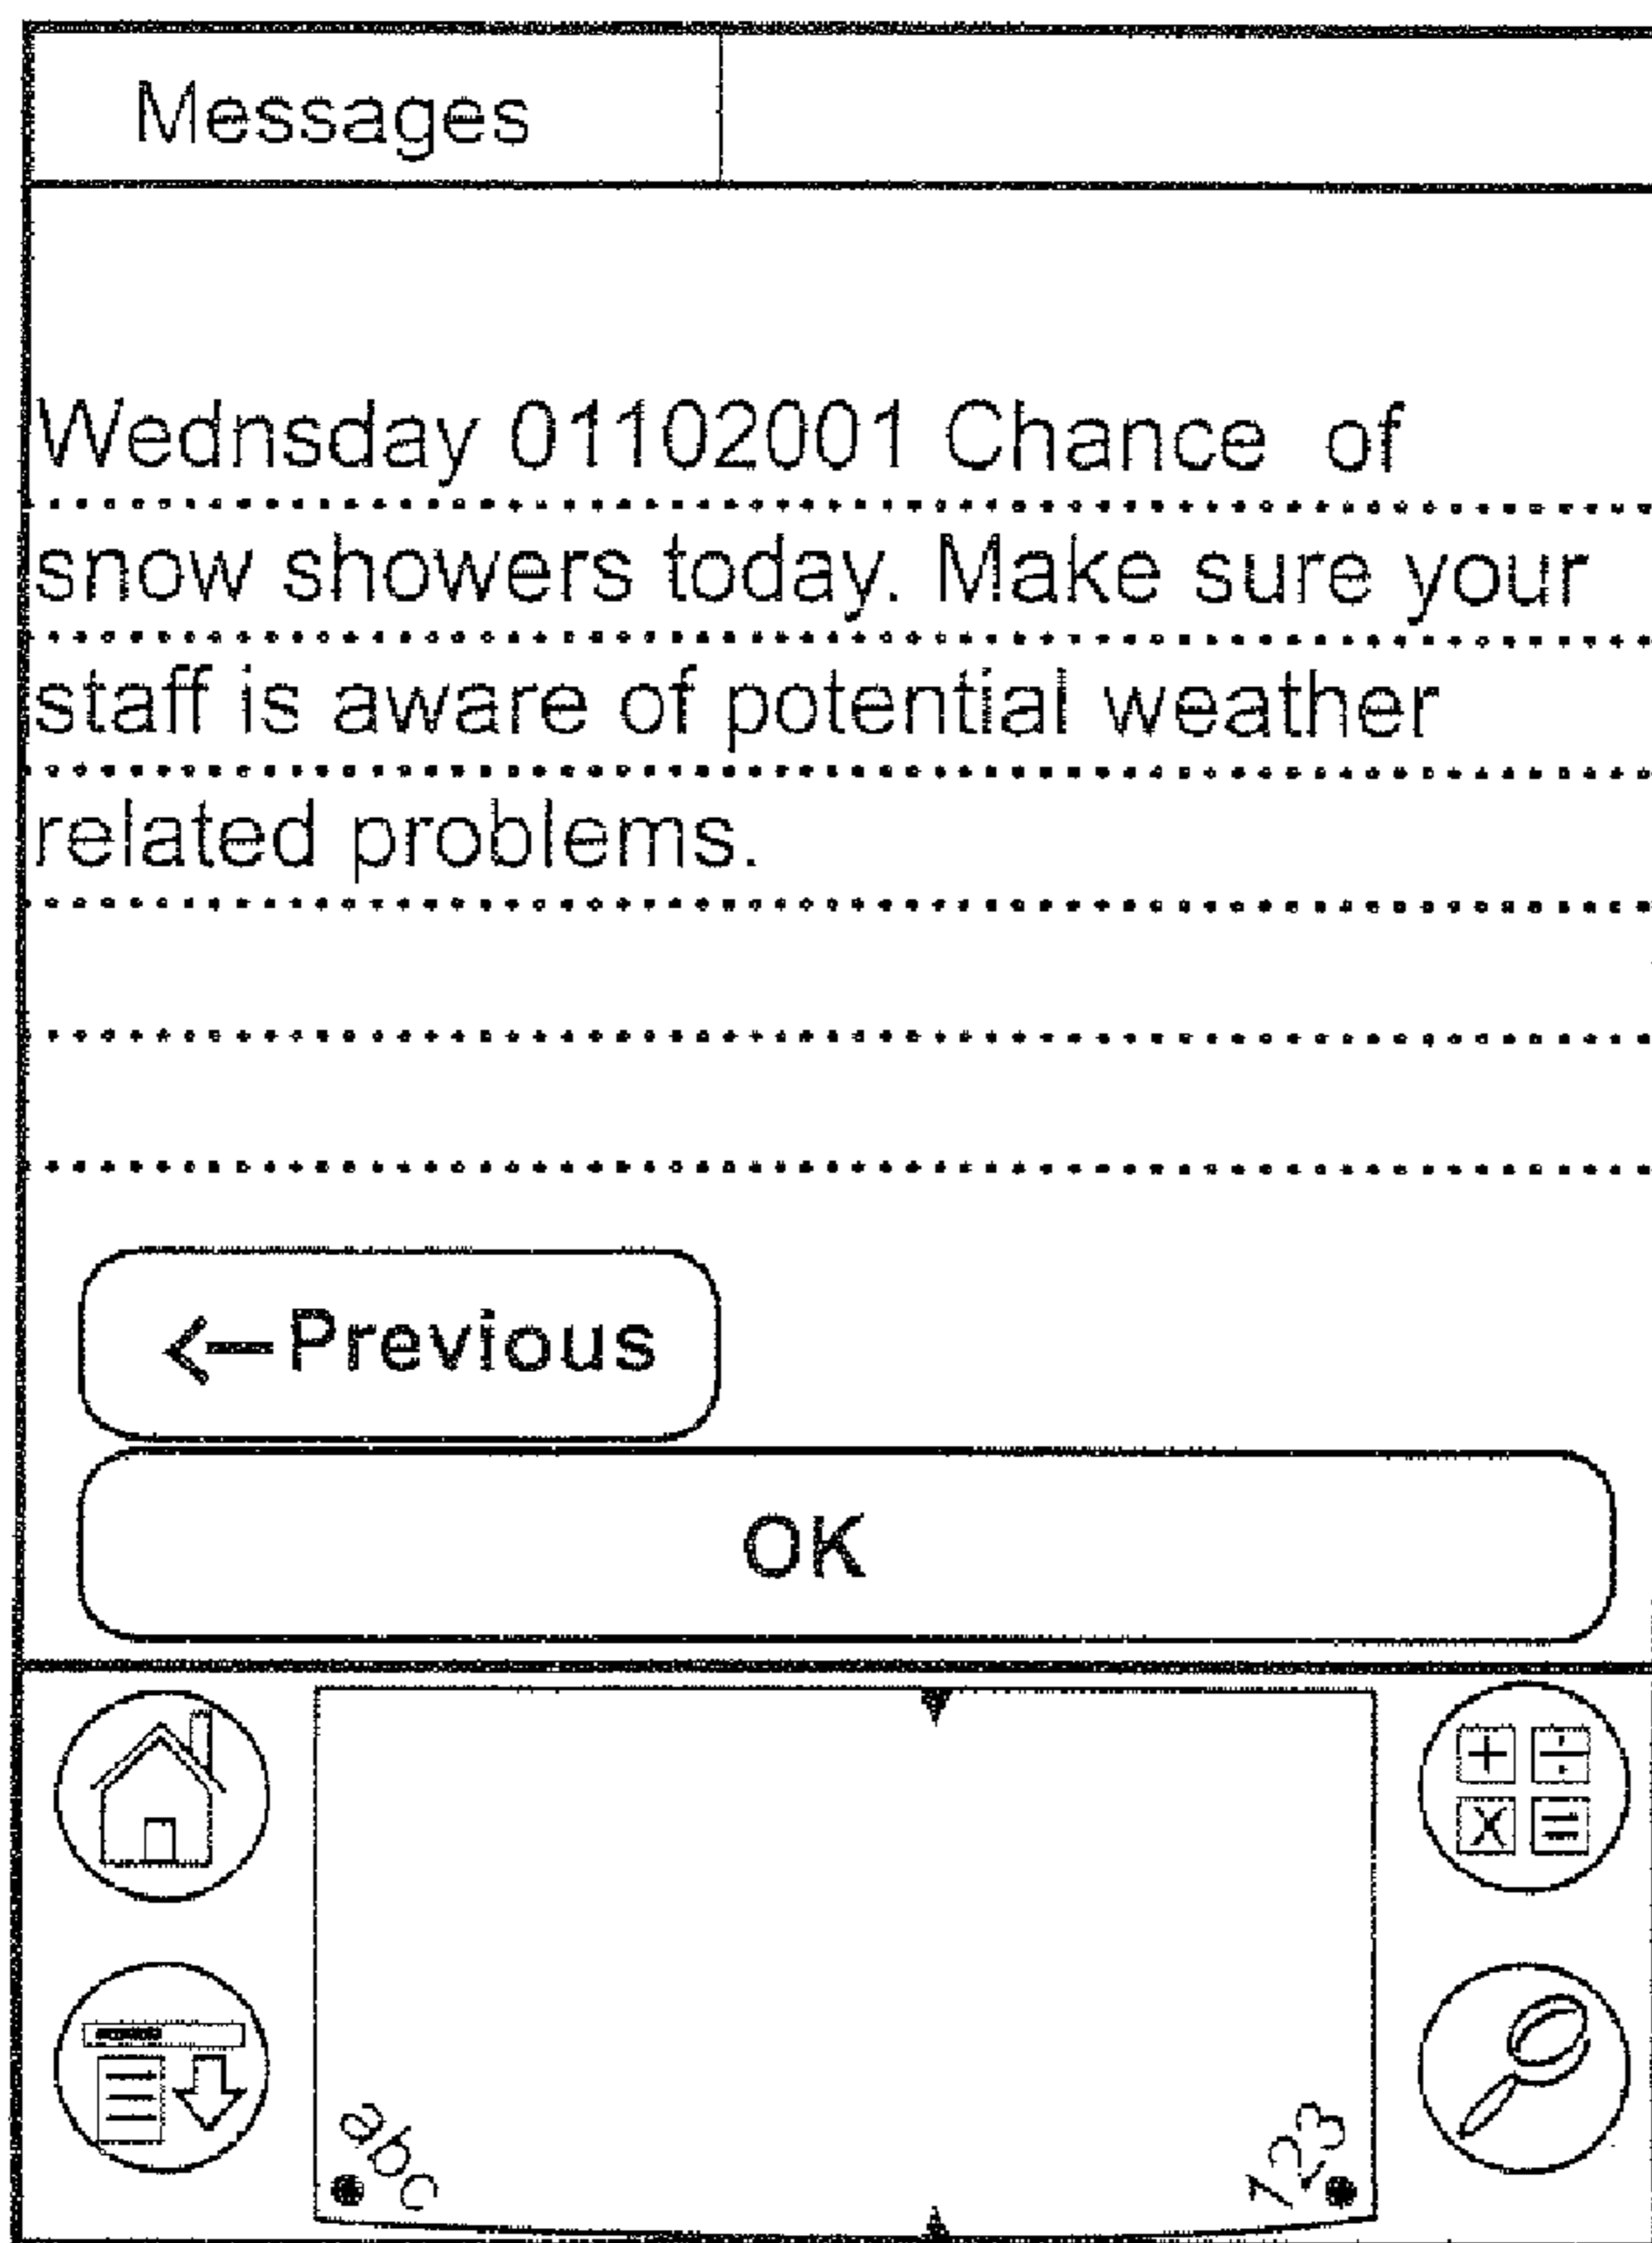 Messages
Wednsday 01102001 Chance of
snow showers today. Make sure your
staff is aware of potential weather
related problems.
←Previous
OK
+ ÷
X =
abc 123